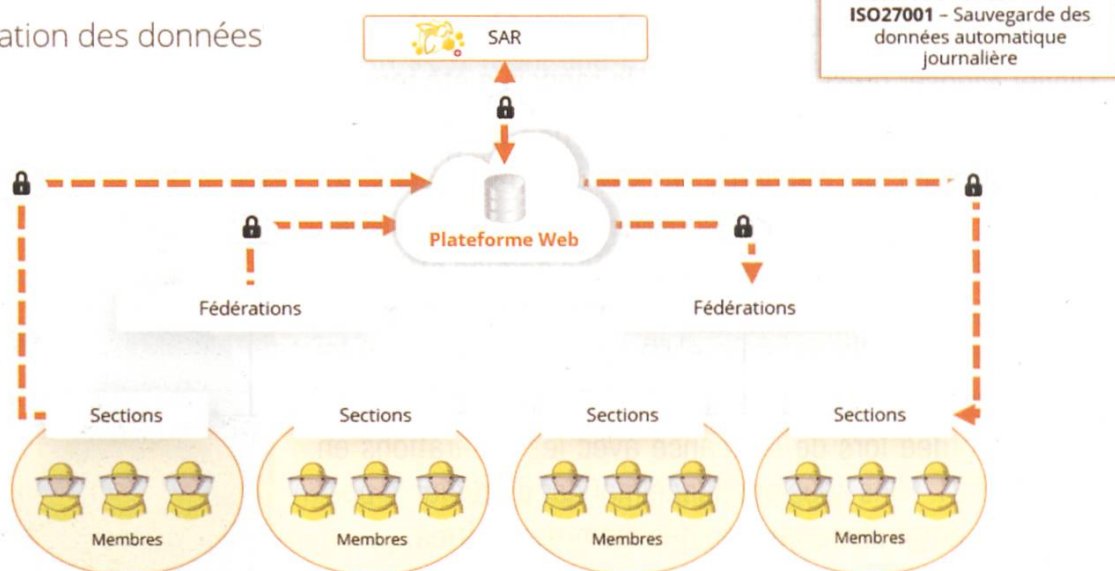 ation des données
SAR
ISO27001 – Sauvegarde des
données automatique
journalière
Plateforme Web
Fédérations
Fédérations
Sections
Sections
Sections
Sections
Membres
Membres
Membres
Membres